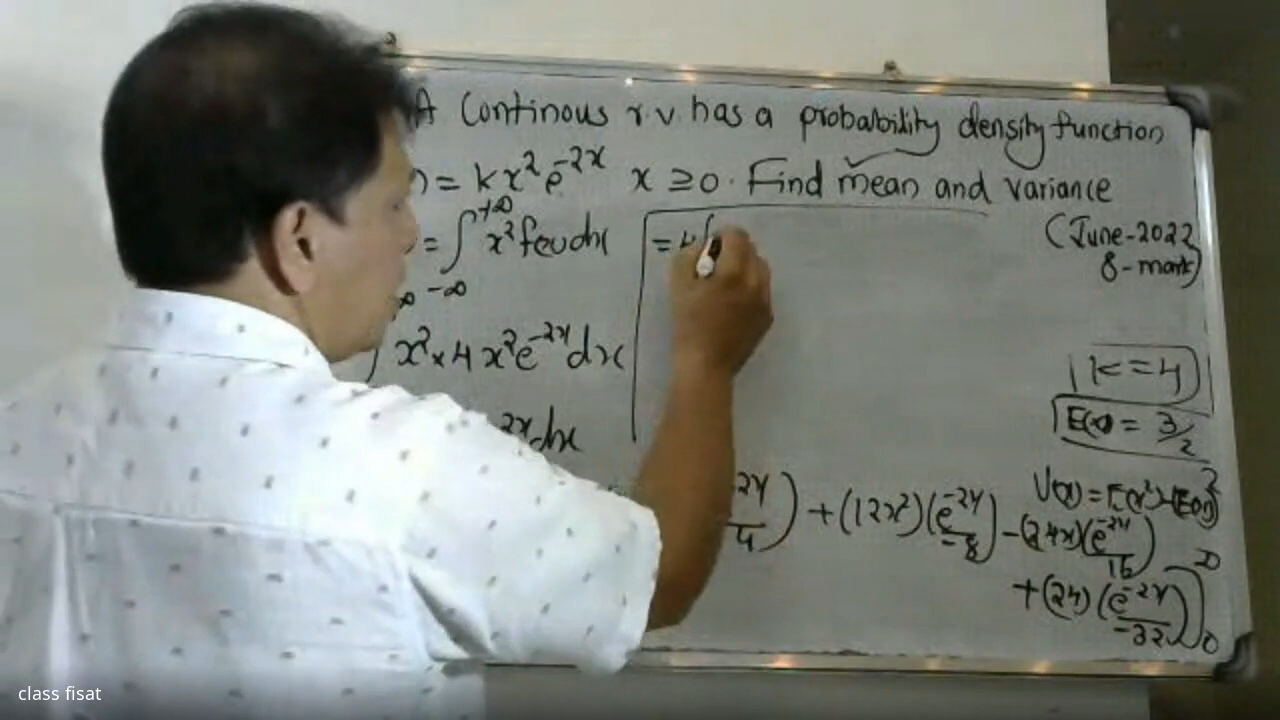 A Continous r.v has a probability density function
) = kx²e^-2x x ≥ 0. Find mean and variance
(June-2022
8-mark)
= ∫_-∞^+∞ x² f(x)dx
= 4
x² × 4x²e^-2x dx
2x dx
k = 4
E(x) = 3/2
V(x) = E(x²)-(E(x))²
2x/4) + (12x²)(e^-2x/-8) - (24x)(e^-2x/16)
+ (24)(e^-2x/-32)]_0^∞
class fisat